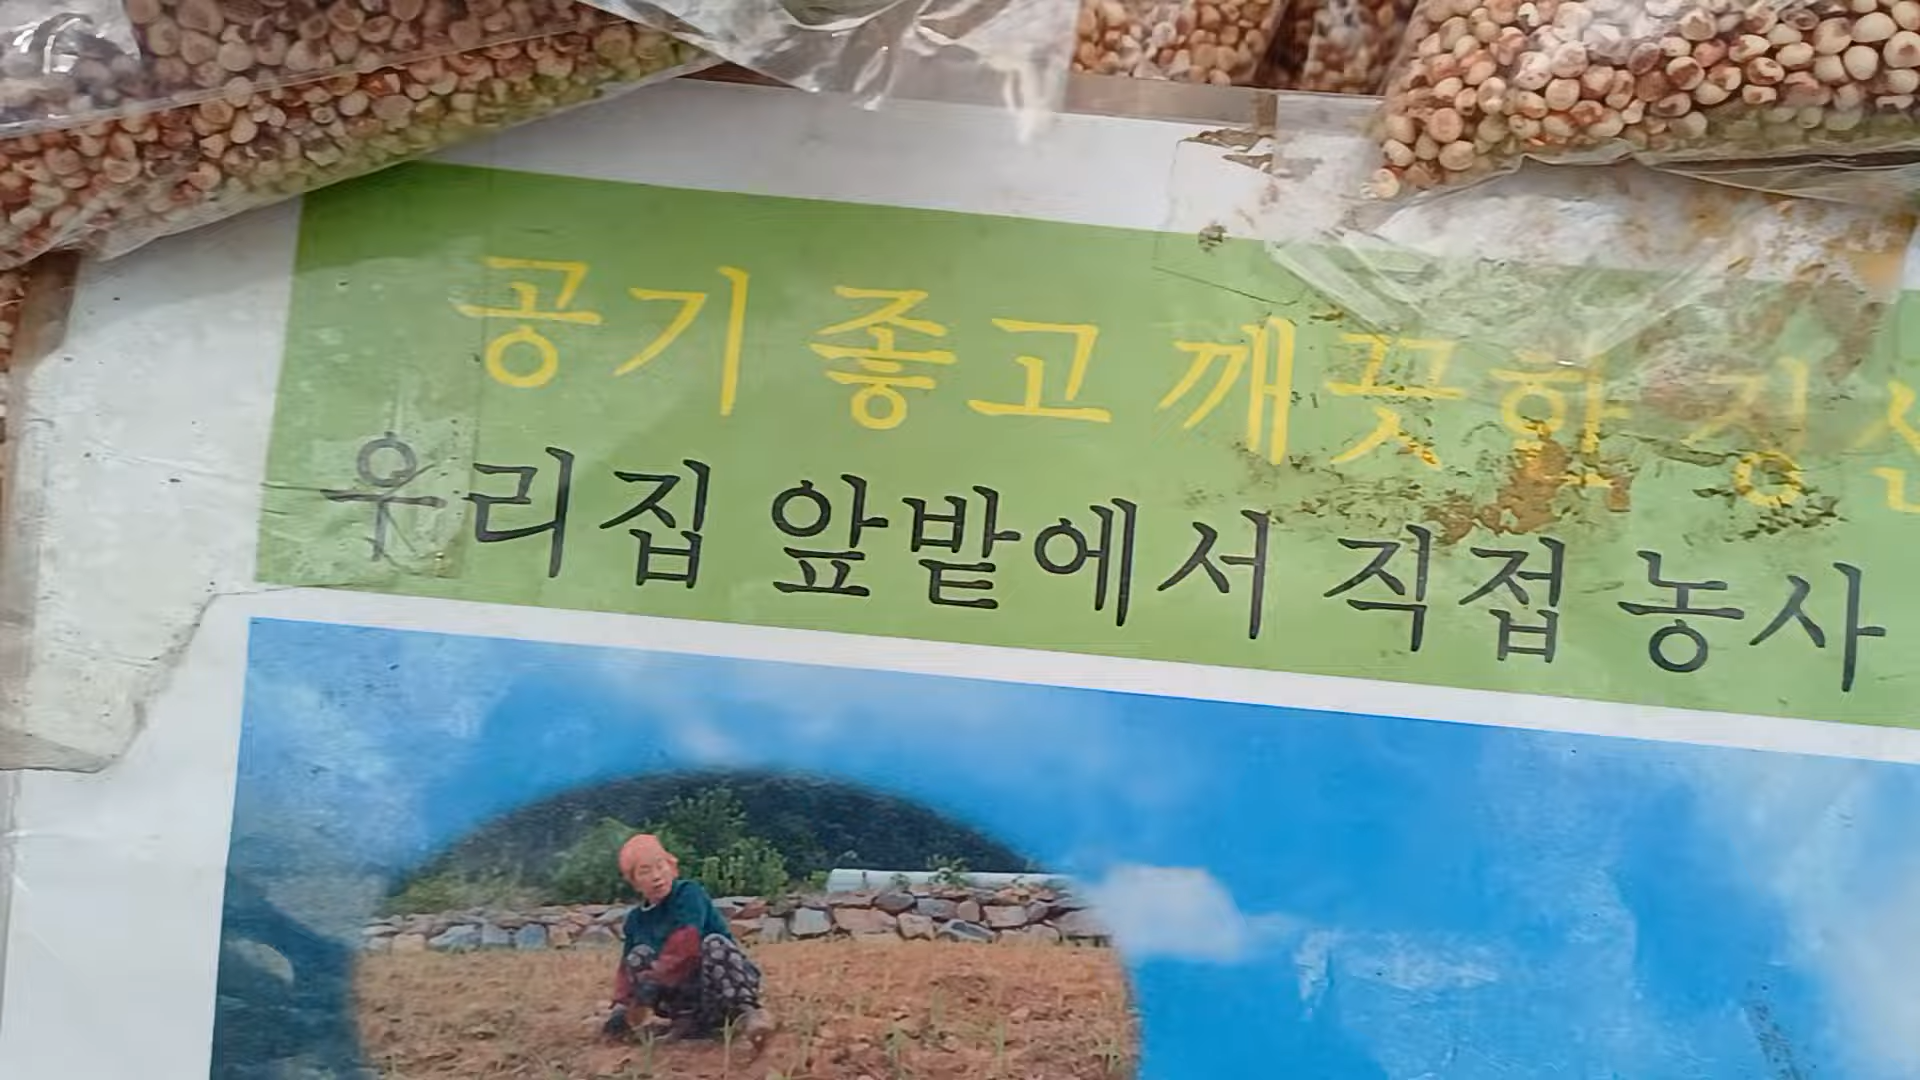 공기 좋고 깨끗한
우리집 앞밭에서 직접 농사